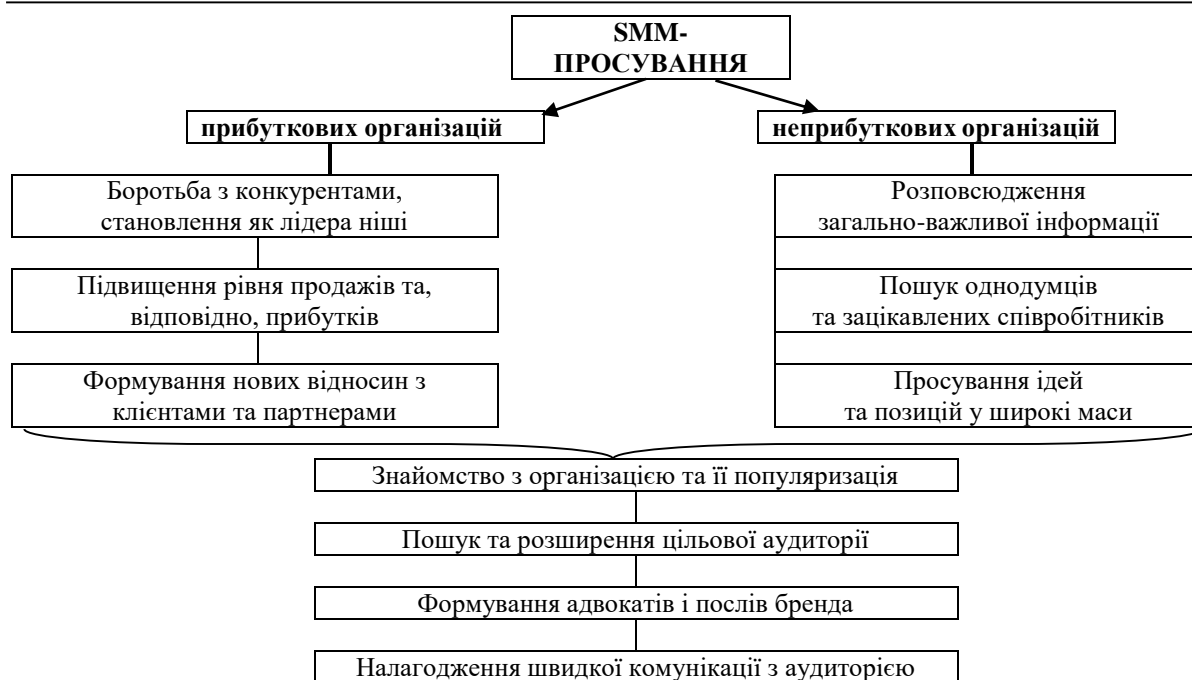 SMM-
ПРОСУВАННЯ
прибуткових організацій
неприбуткових організацій
Боротьба з конкурентами,
становлення як лідера ніші
Розповсюдження
загально-важливої інформації
Підвищення рівня продажів та,
відповідно, прибутків
Пошук однодумців
та зацікавлених співробітників
Формування нових відносин з
клієнтами та партнерами
Просування ідей
та позицій у широкі маси
Знайомство з організацією та її популяризація
Пошук та розширення цільової аудиторії
Формування адвокатів і послів бренда
Налагодження швидкої комунікації з аудиторією